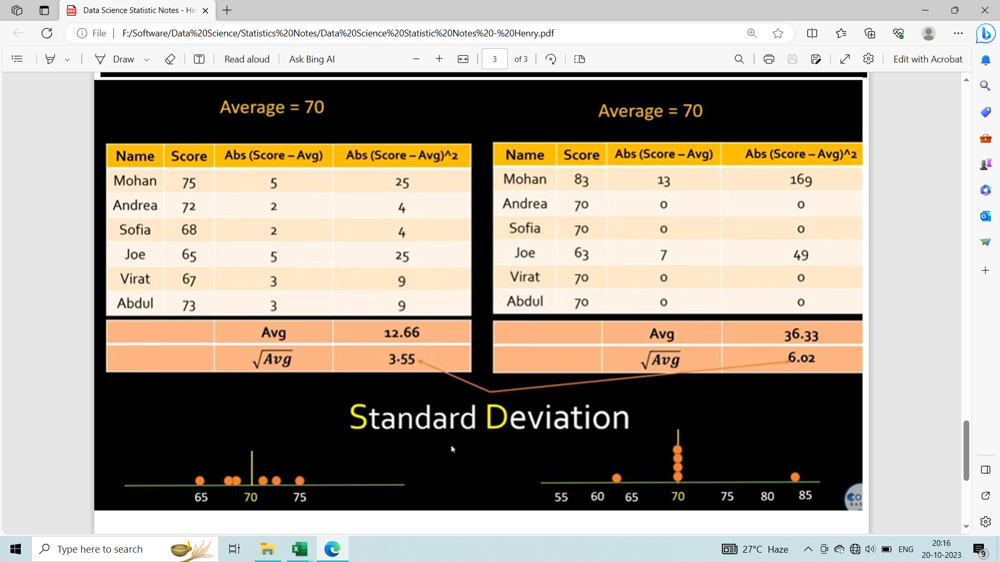 Data Science Statistic Notes - He
File
F:/Software/Data%20Science/Statistics%20Notes/Data%20Science%20Statistic%20Notes%20-%20Henry.pdf
Draw
Read aloud
Ask Bing AI
3 of 3
Edit with Acrobat
Average = 70
Name Score Abs (Score – Avg) Abs (Score – Avg)^2
Mohan 75 5 25
Andrea 72 2 4
Sofia 68 2 4
Joe 65 5 25
Virat 67 3 9
Abdul 73 3 9
Avg 12.66
√Avg 3.55
Average = 70
Name Score Abs (Score – Avg) Abs (Score – Avg)^2
Mohan 83 13 169
Andrea 70 0 0
Sofia 70 0 0
Joe 63 7 49
Virat 70 0 0
Abdul 70 0 0
Avg 36.33
√Avg 6.02
Standard Deviation
65 70 75
55 60 65 70 75 80 85
Type here to search
27°C Haze
ENG
20:16
20-10-2023
9